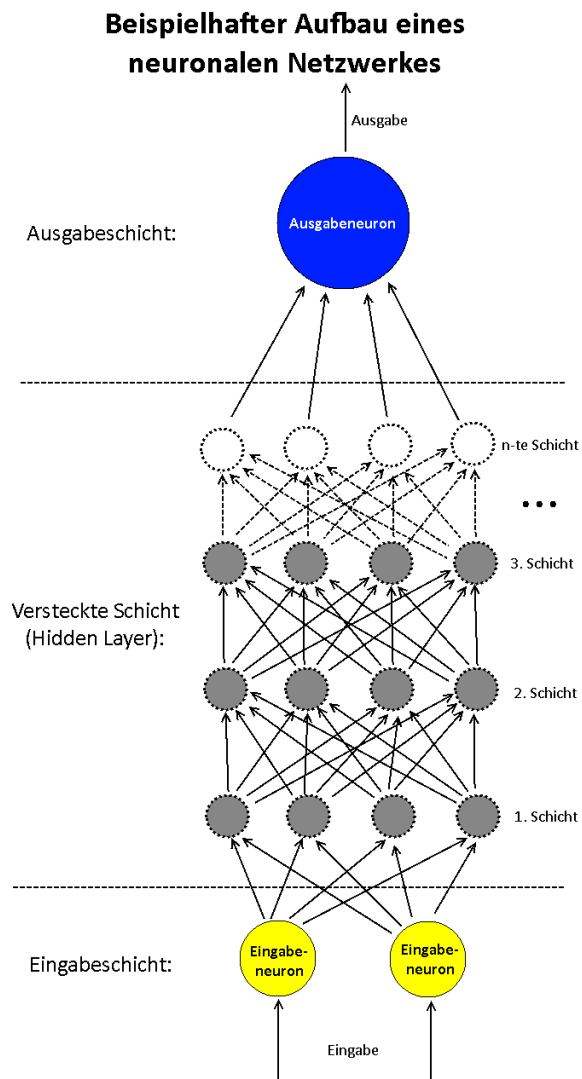 Beispielhafter Aufbau eines
neuronalen Netzwerkes
Ausgabe
Ausgabeneuron
Ausgabeschicht:
n-te Schicht
...
3. Schicht
Versteckte Schicht
(Hidden Layer):
2. Schicht
1. Schicht
Eingabe-
neuron
Eingabe-
neuron
Eingabeschicht:
Eingabe